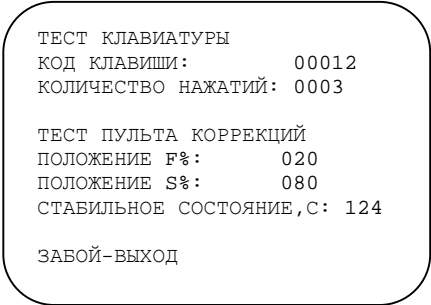 ТЕСТ КЛАВИАТУРЫ
КОД КЛАВИШИ: 00012
КОЛИЧЕСТВО НАЖАТИЙ: 0003
ТЕСТ ПУЛЬТА КОРРЕКЦИЙ
ПОЛОЖЕНИЕ F%: 020
ПОЛОЖЕНИЕ S%: 080
СТАБИЛЬНОЕ СОСТОЯНИЕ,С: 124
ЗАБОЙ-ВЫХОД